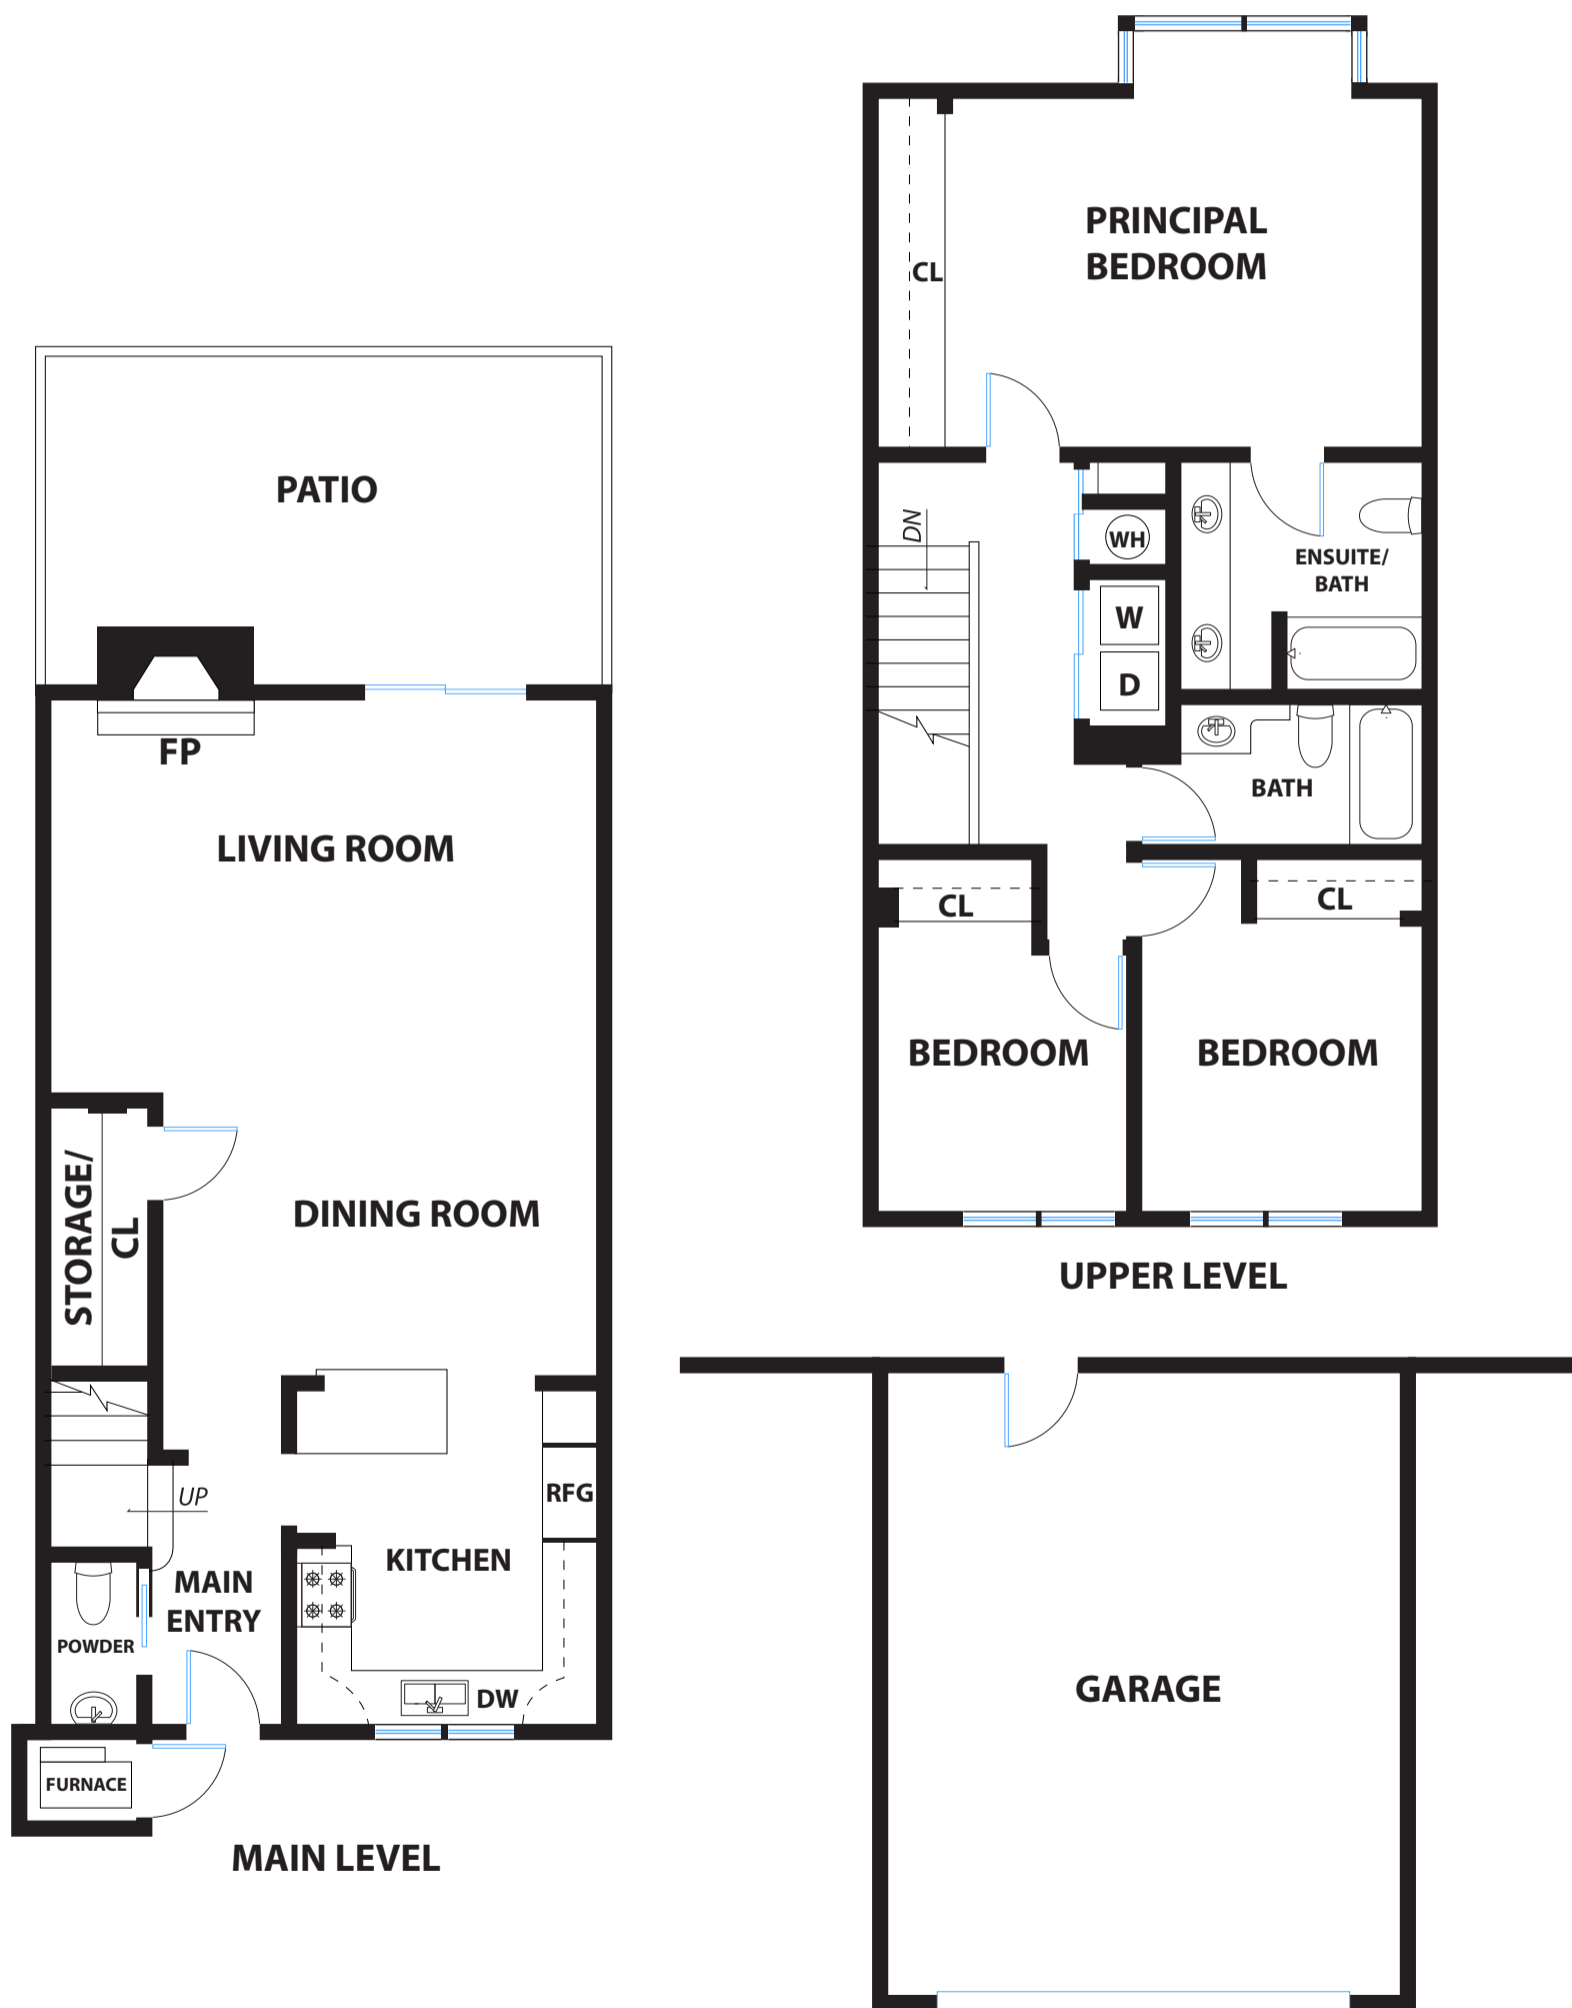 PATIO
FP
LIVING ROOM
STORAGE/
CL
DINING ROOM
UP
RFG
KITCHEN
MAIN
ENTRY
POWDER
DW
FURNACE
MAIN LEVEL
PRINCIPAL
BEDROOM
CL
DN
WH
ENSUITE/
BATH
W
D
BATH
CL
CL
BEDROOM
BEDROOM
UPPER LEVEL
GARAGE